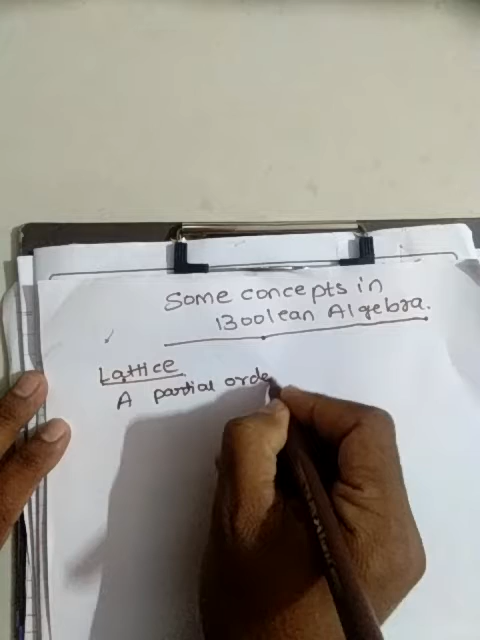 Some concepts in
Boolean Algebra.
Lattice
A partial orde